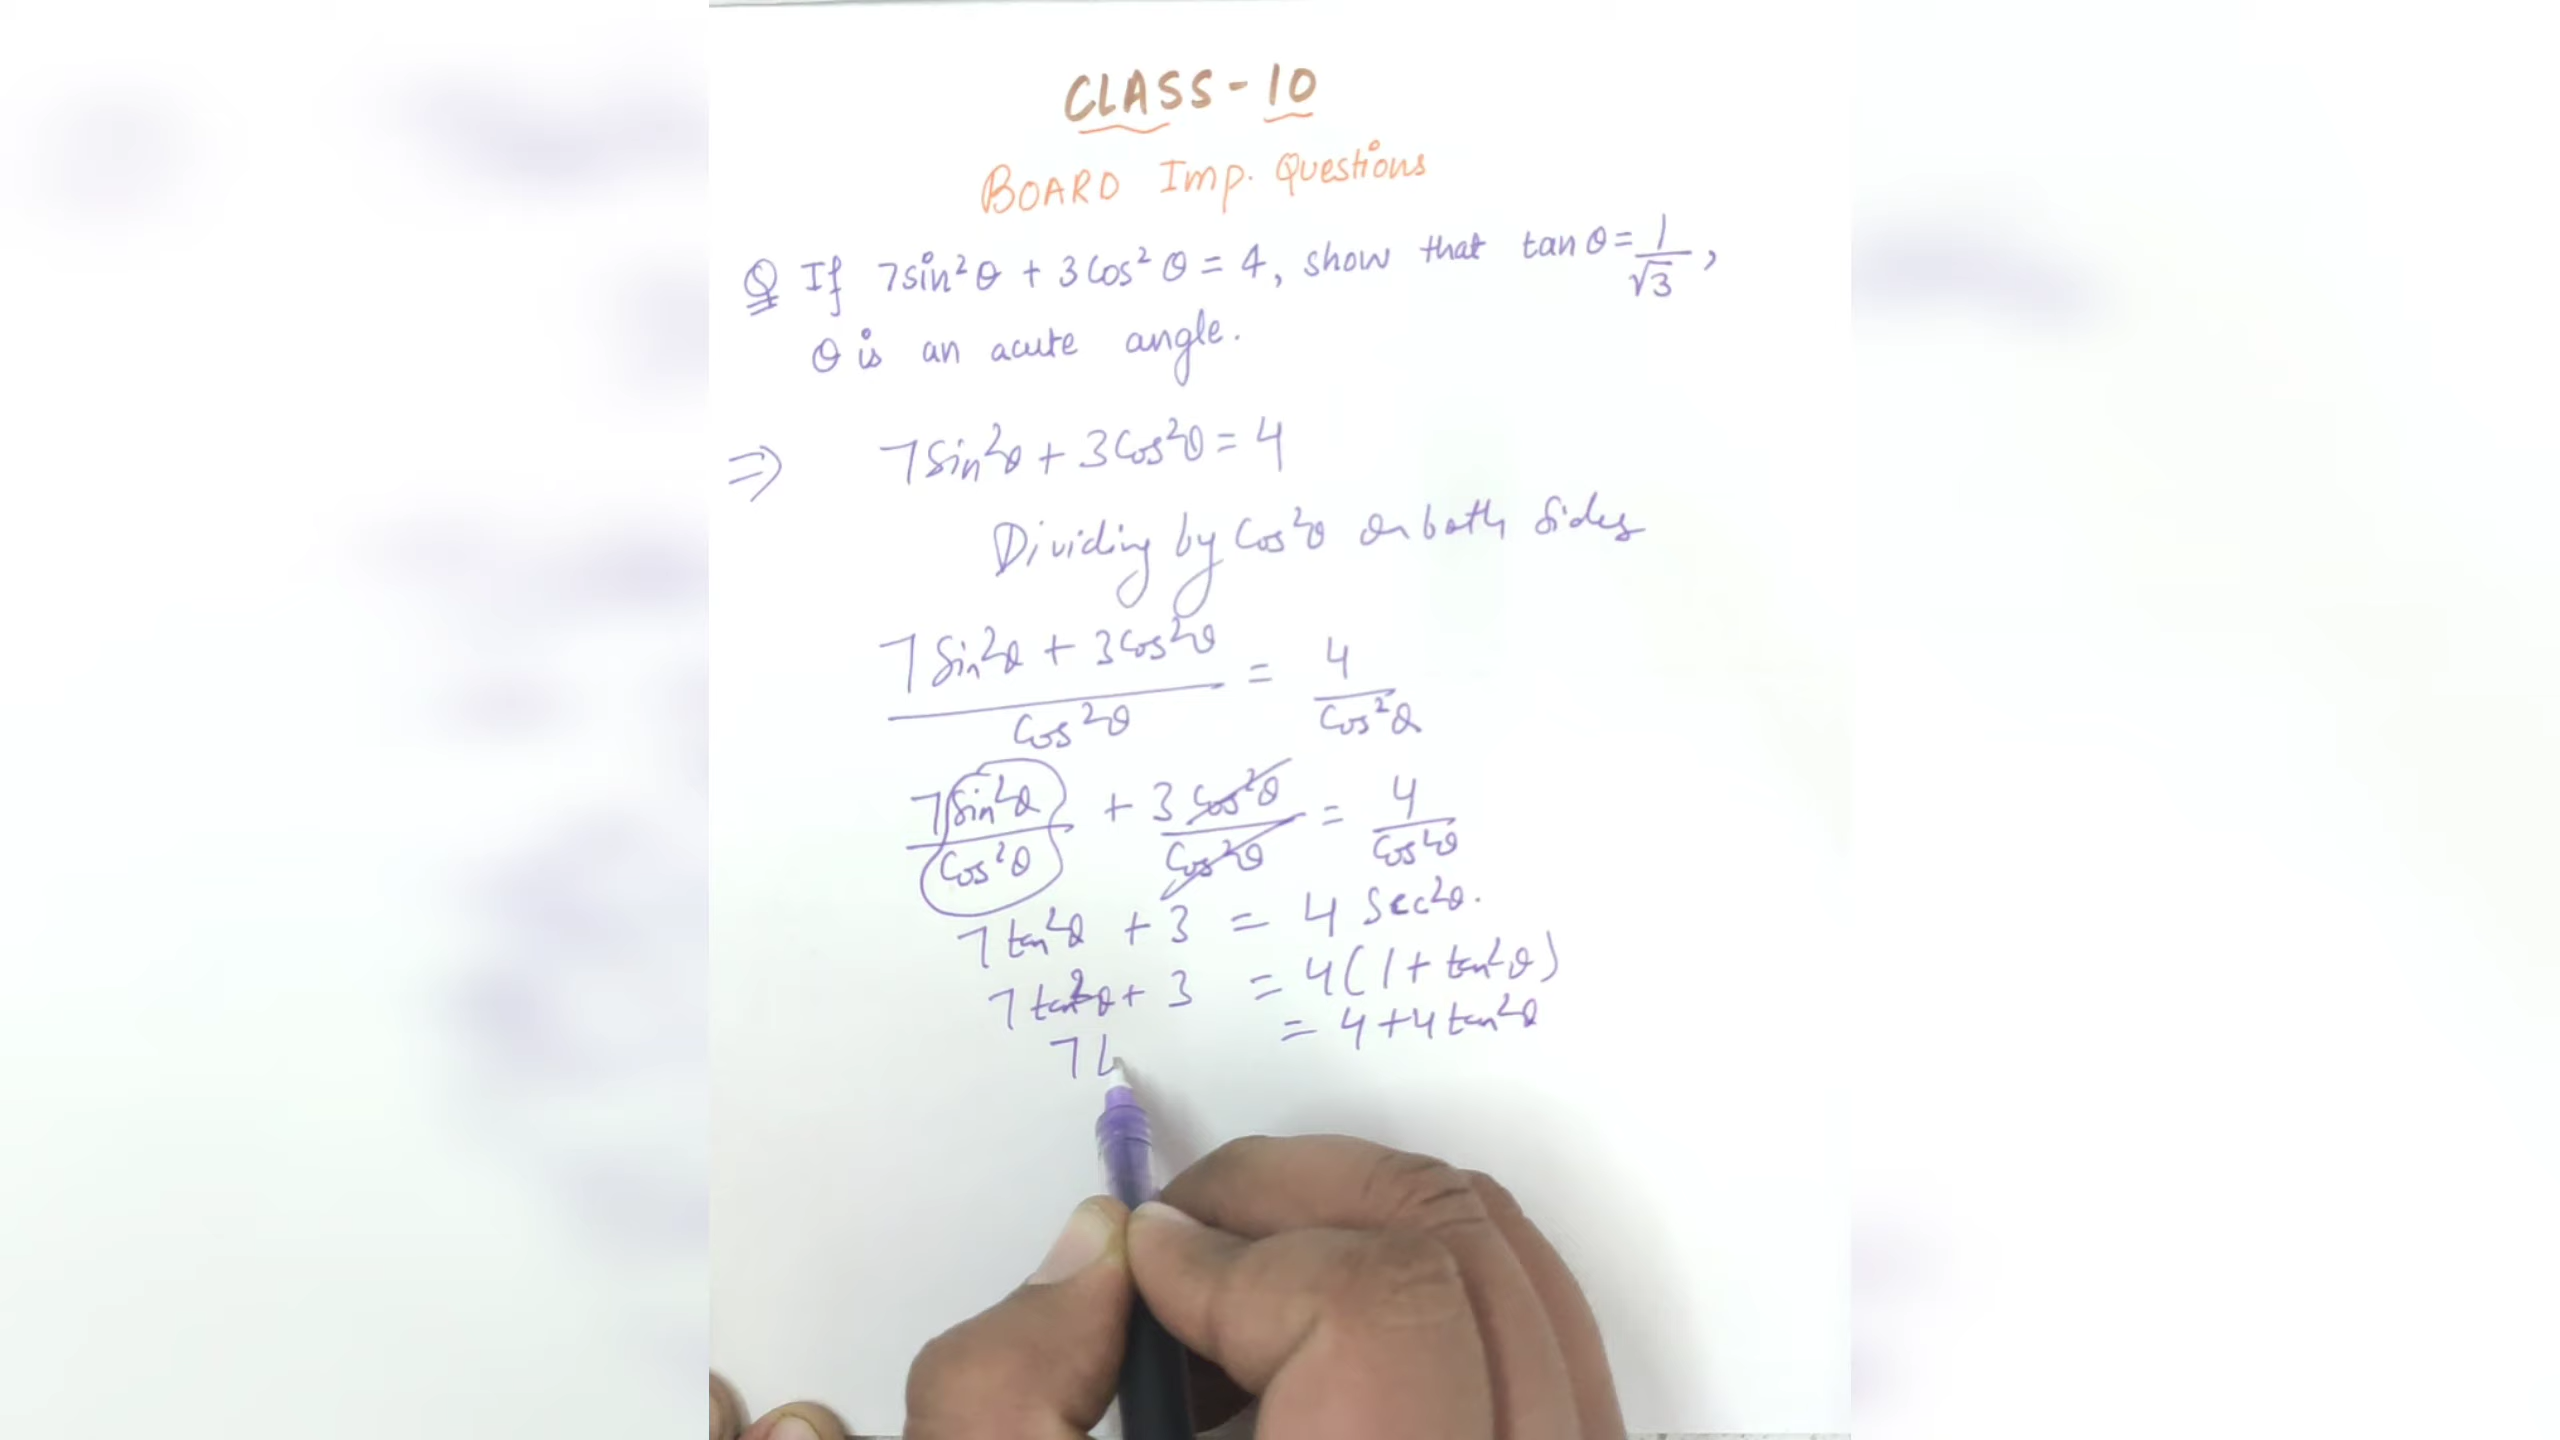 CLASS-10
BOARD Imp. Questions
Q If 7sin²θ + 3cos²θ = 4, show that tanθ = 1/√3,
θ is an acute angle.
⇒ 7sin²θ + 3cos²θ = 4
Dividing by cos²θ on both sides
(7sin²θ + 3cos²θ)/cos²θ = 4/cos²θ
7sin²θ/cos²θ + 3cos²θ/cos²θ = 4/cos²θ
7tan²θ + 3 = 4 sec²θ.
7tan²θ + 3 = 4(1+tan²θ)
= 4+4tan²θ
7t